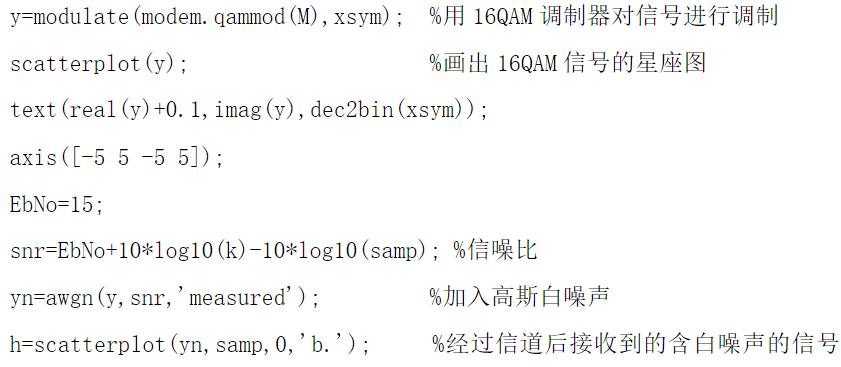 y=modulate(modem.qammod(M),xsym); %用 16QAM 调制器对信号进行调制
scatterplot(y); %画出 16QAM 信号的星座图
text(real(y)+0.1,imag(y),dec2bin(xsym));
axis([-5 5 -5 5]);
EbNo=15;
snr=EbNo+10*log10(k)-10*log10(samp); %信噪比
yn=awgn(y,snr,'measured'); %加入高斯白噪声
h=scatterplot(yn,samp,0,'b.'); %经过信道后接收到的含白噪声的信号